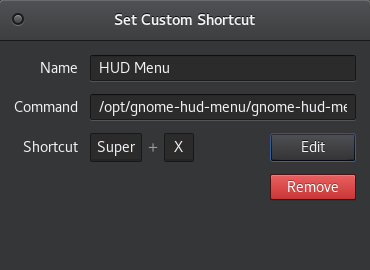 Set Custom Shortcut
Name HUD Menu
Command /opt/gnome-hud-menu/gnome-hud-me
Shortcut Super + X Edit
Remove